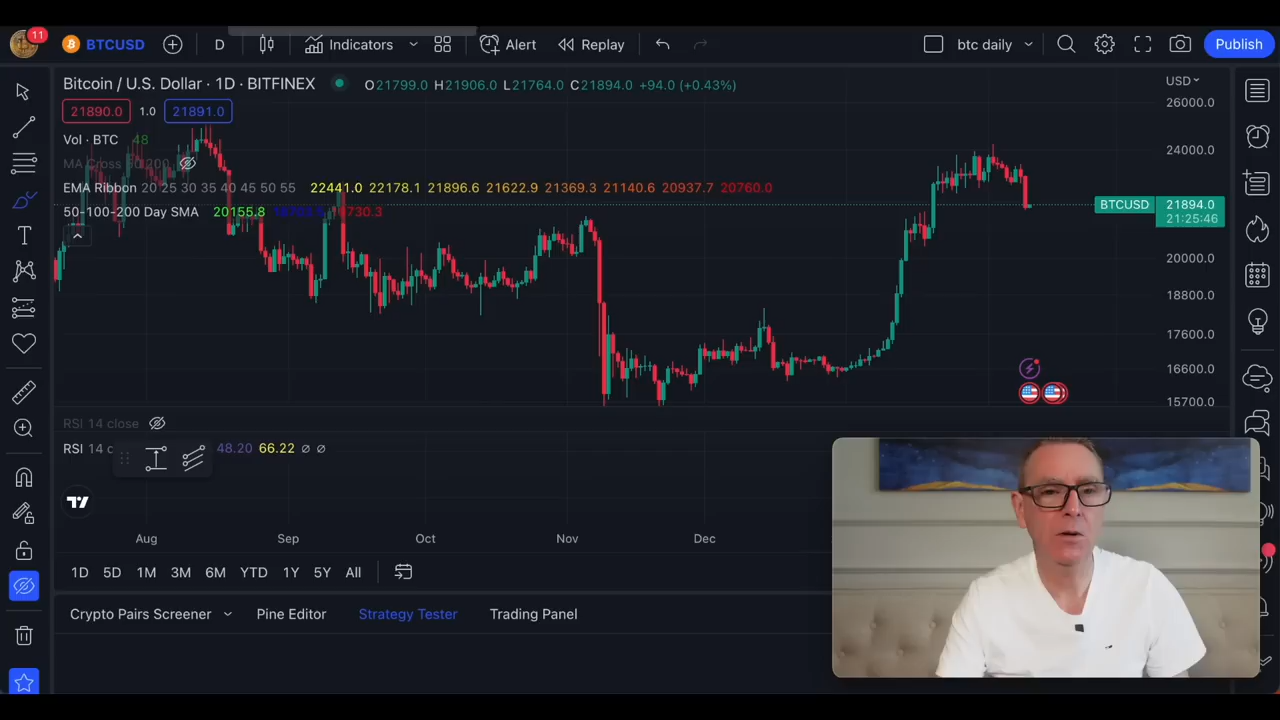 11
BTCUSD
D
Indicators
Alert
Replay
btc daily
Publish
Bitcoin / U.S. Dollar · 1D · BITFINEX
O21799.0 H21906.0 L21764.0 C21894.0 +94.0 (+0.43%)
USD
21890.0 1.0 21891.0
26000.0
Vol · BTC 48
24000.0
EMA Ribbon 20 25 30 35 40 45 50 55 22441.0 22178.1 21896.6 21622.9 21369.3 21140.6 20937.7 20760.0
50-100-200 Day SMA 20155.8
BTCUSD 21894.0
21:25:46
20000.0
18800.0
17600.0
16600.0
15700.0
RSI 14 close
RSI 14 c 48.20 66.22 ∅ ∅
T
Aug Sep Oct Nov Dec
1D 5D 1M 3M 6M YTD 1Y 5Y All
Crypto Pairs Screener Pine Editor Strategy Tester Trading Panel